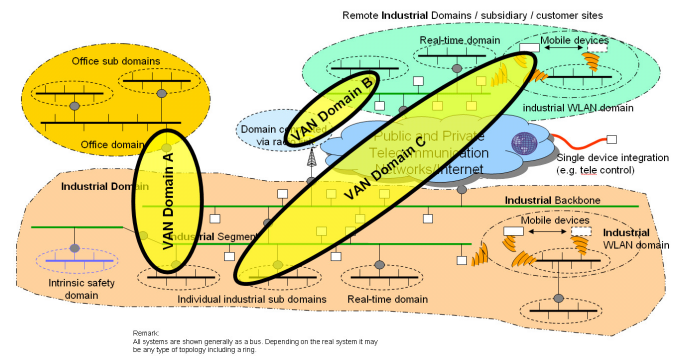 Remote Industrial Domains / subsidiary / customer sites
Real-time domain
Mobile devices
Office sub domains
VAN Domain B
industrial WLAN domain
Domain
via
Public and Private
Telecommunication
Networks/Internet
Office domain
VAN Domain C
Single device integration
(e.g. tele control)
VAN Domain A
Industrial Domain
Industrial Backbone
Mobile devices
Industrial
WLAN domain
Industrial
Intrinsic safety
domain
Individual industrial sub domains
Real-time domain
Remark:
All systems are shown generally as a bus. Depending on the real system it may
be any type of topology including a ring.